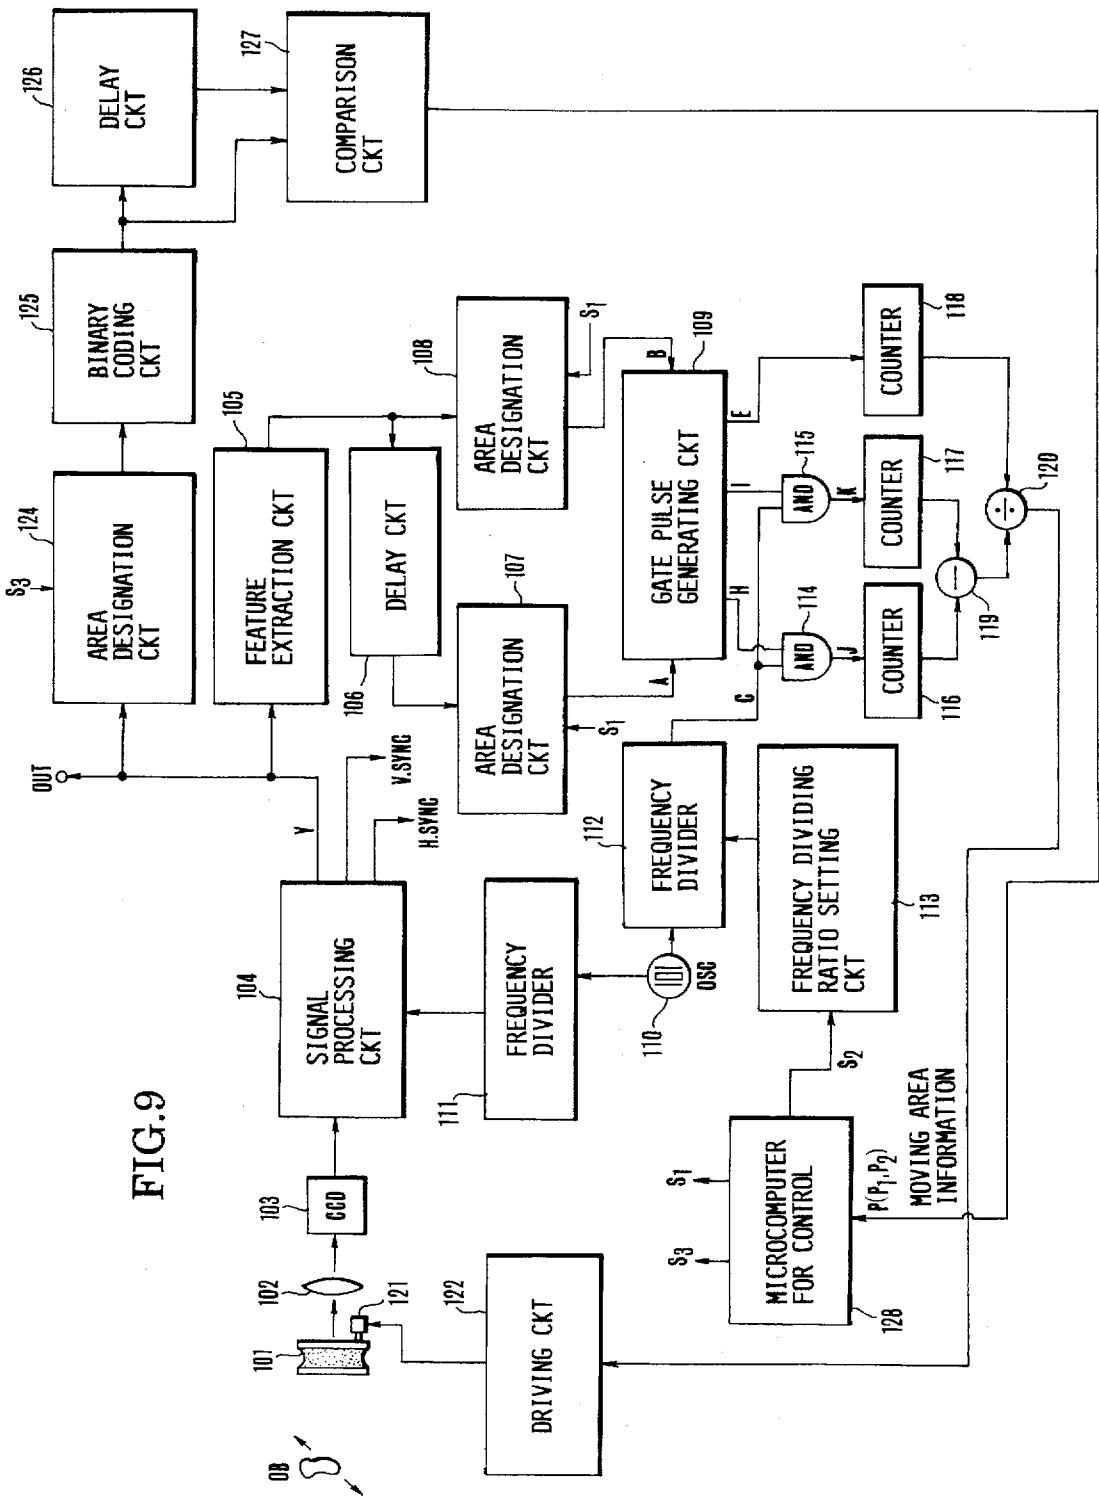 FIG.9
OB
101
102
121
103
CCD
104
SIGNAL
PROCESSING
CKT
Y
OUT
V.SYNC
H.SYNC
S3
124
AREA
DESIGNATION
CKT
125
BINARY
CODING
CKT
126
DELAY
CKT
127
COMPARISON
CKT
105
FEATURE
EXTRACTION CKT
106
DELAY CKT
107
AREA
DESIGNATION
CKT
S1
108
AREA
DESIGNATION
CKT
S1
A
B
109
GATE PULSE
GENERATING CKT
H
I
E
G
111
FREQUENCY
DIVIDER
110
OSC
112
FREQUENCY
DIVIDER
113
FREQUENCY DIVIDING
RATIO SETTING
CKT
S2
114
AND
J
115
AND
K
116
COUNTER
117
COUNTER
118
COUNTER
119
120
122
DRIVING CKT
128
MICROCOMPUTER
FOR CONTROL
S3
S1
P(P1,P2)
MOVING AREA
INFORMATION